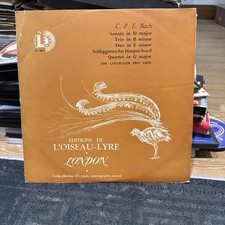 C. P. E. Bach
Sonata in D major
Trio in B minor
Duo in E minor
Solfeggietto for Harpsichord
Quartet in G major
THE COLLEGIUM PRO ARTE
EDITIONS DE
L'OISEAU-LYRE
LONDON